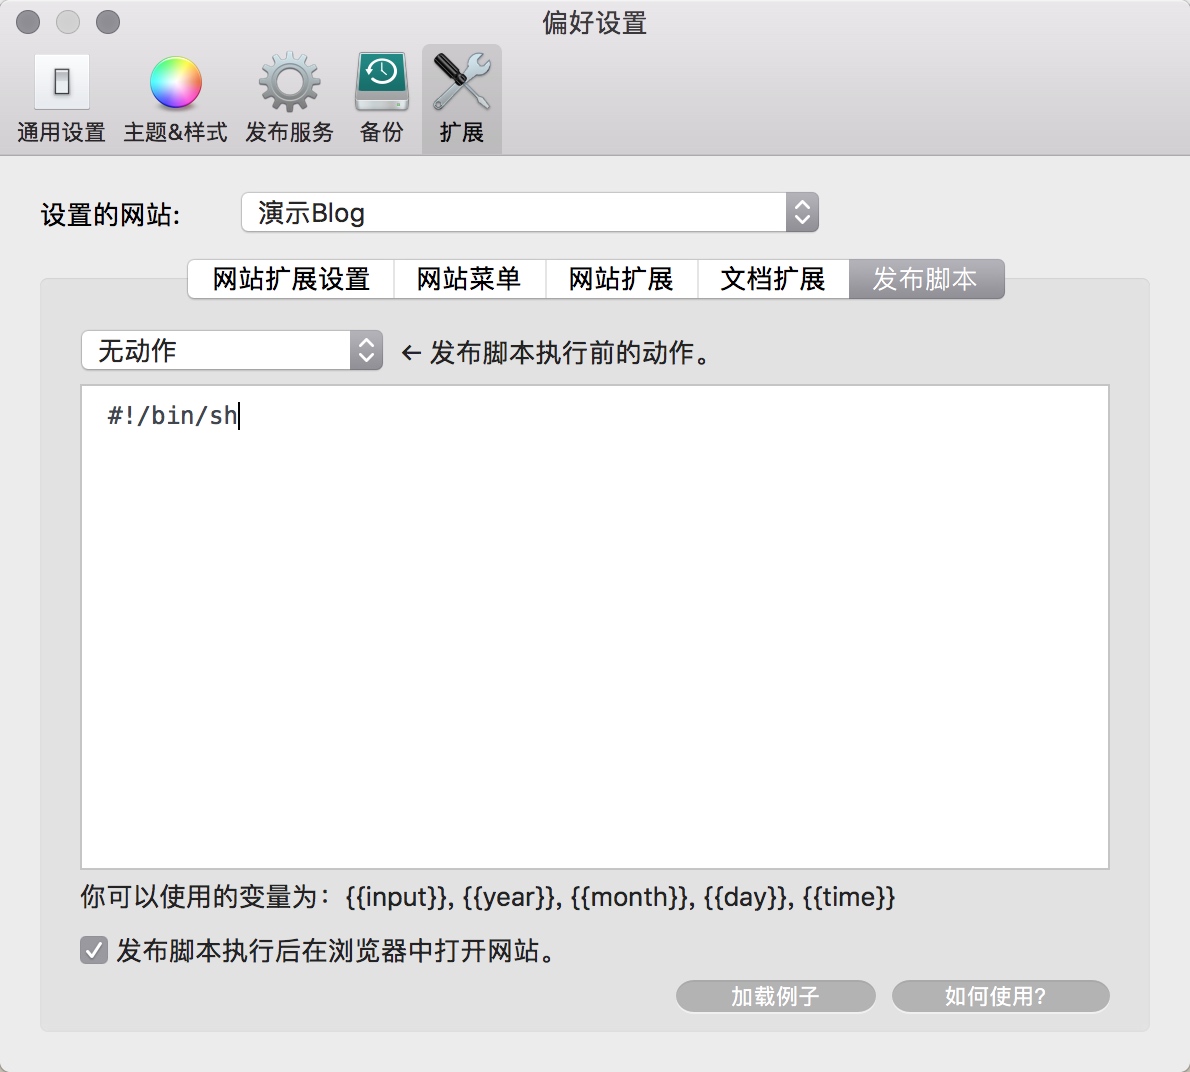 偏好设置
通用设置 主题&样式 发布服务 备份 扩展
设置的网站: 演示Blog
网站扩展设置 网站菜单 网站扩展 文档扩展 发布脚本
无动作 ← 发布脚本执行前的动作。
#!/bin/sh
你可以使用的变量为：{{input}}, {{year}}, {{month}}, {{day}}, {{time}}
发布脚本执行后在浏览器中打开网站。
加载例子 如何使用?